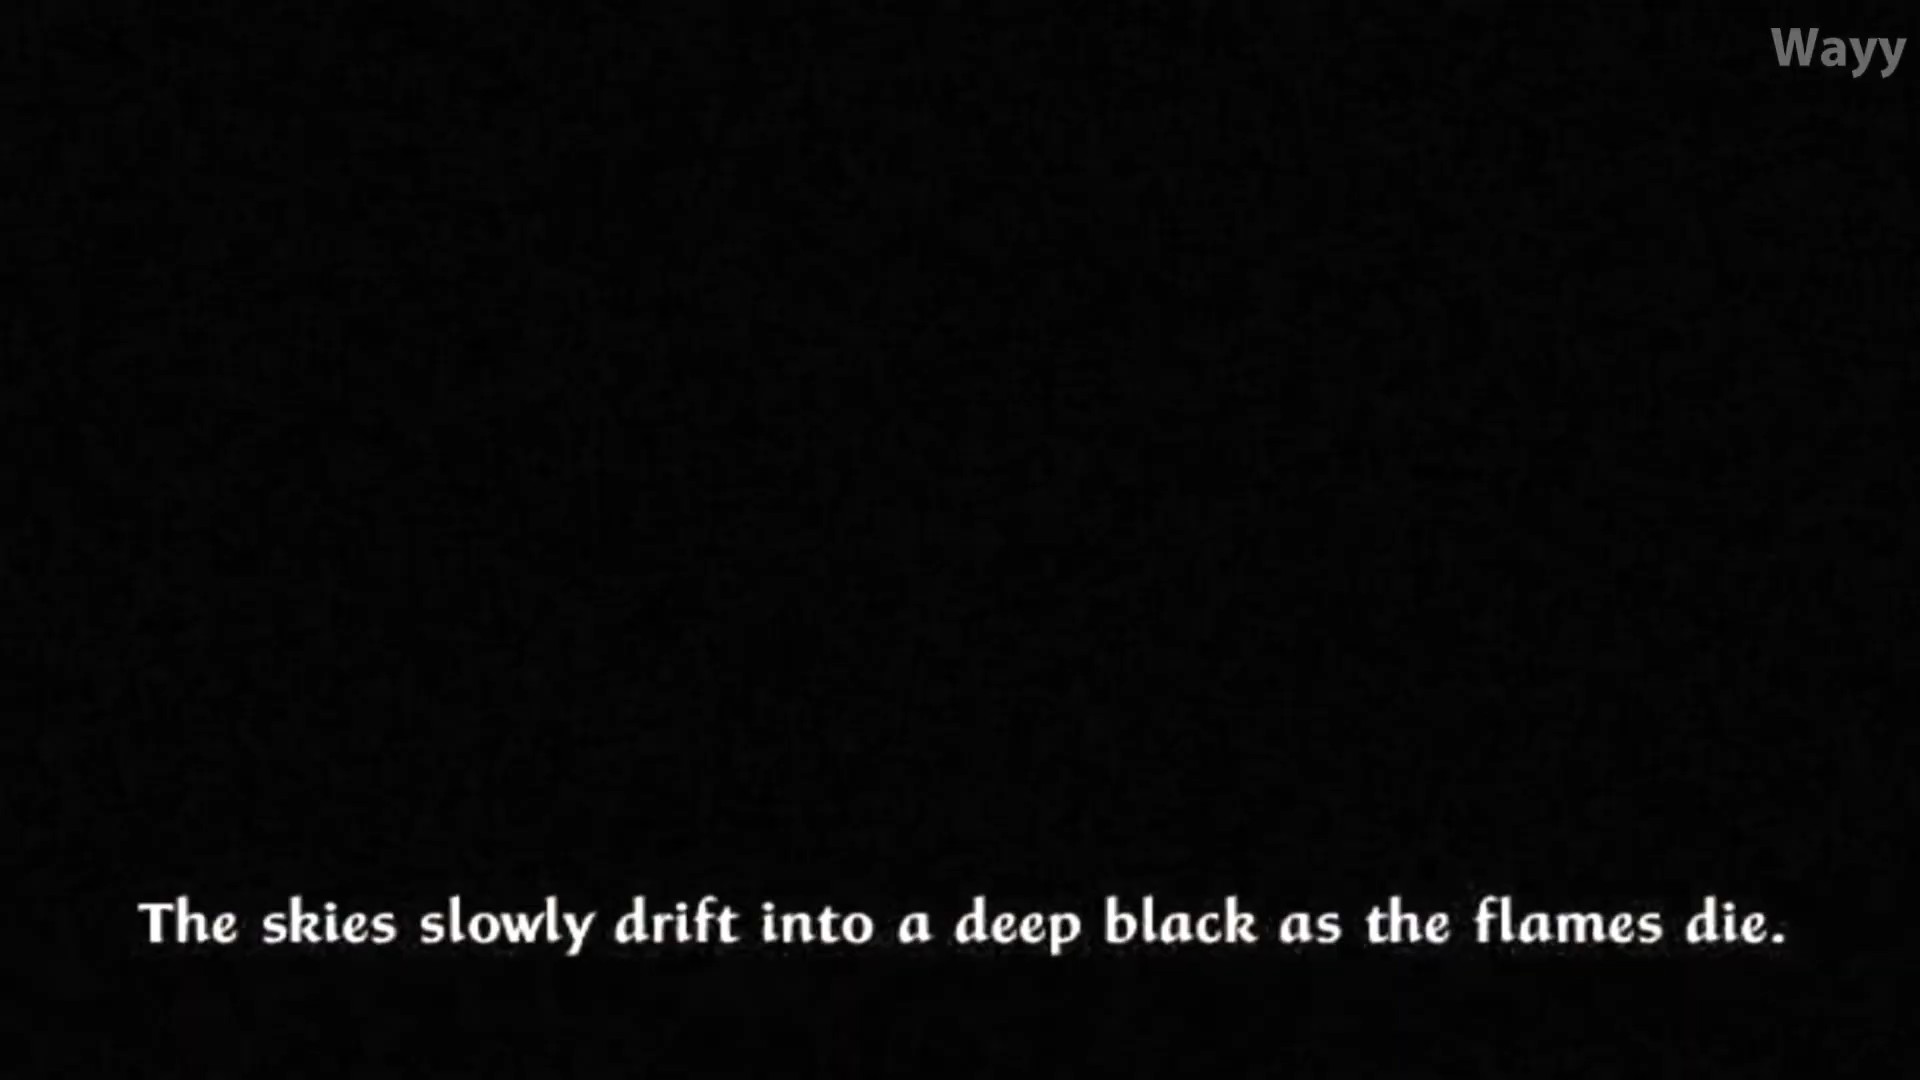 Wayy
The skies slowly drift into a deep black as the flames die.